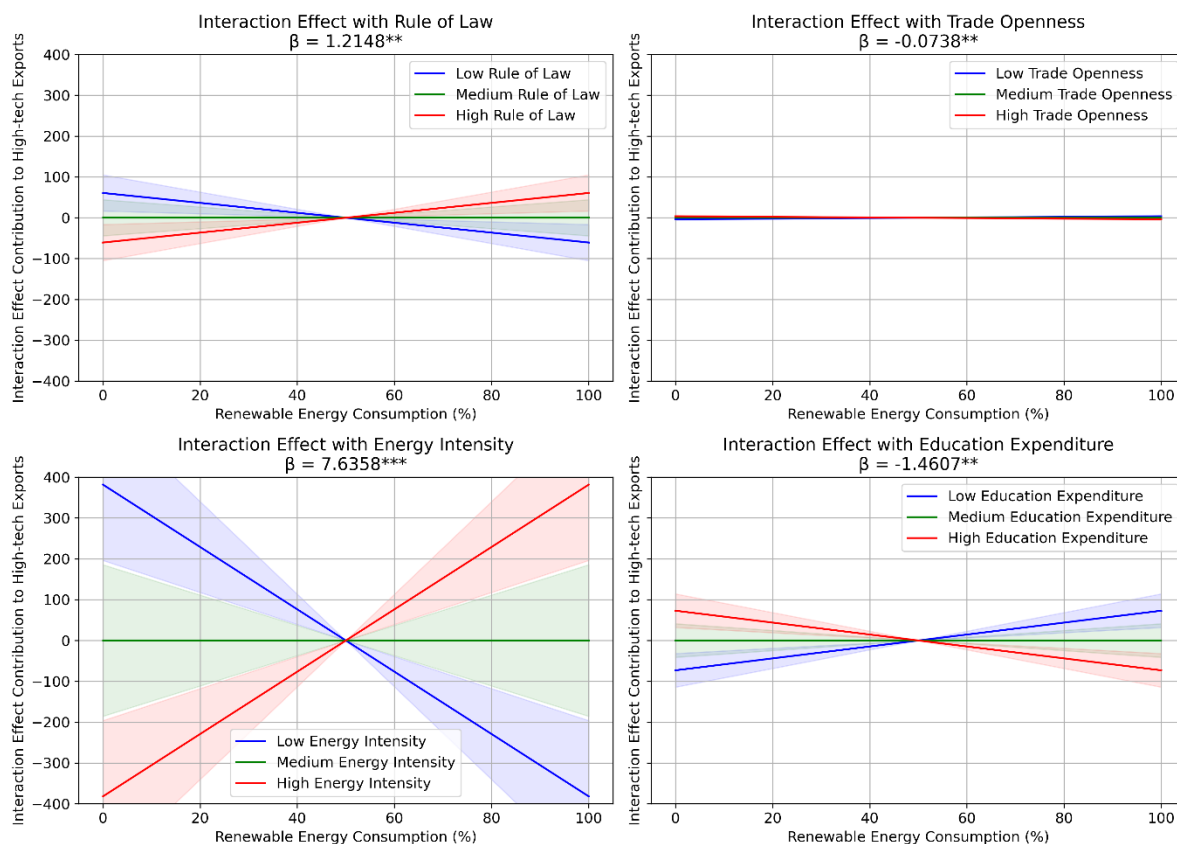 Interaction Effect with Rule of Law
β = 1.2148**
Interaction Effect Contribution to High-tech Exports
400
300
200
100
0
−100
−200
−300
−400
Low Rule of Law
Medium Rule of Law
High Rule of Law
0 20 40 60 80 100
Renewable Energy Consumption (%)
Interaction Effect with Trade Openness
β = -0.0738**
Interaction Effect Contribution to High-tech Exports
Low Trade Openness
Medium Trade Openness
High Trade Openness
0 20 40 60 80 100
Renewable Energy Consumption (%)
Interaction Effect with Energy Intensity
β = 7.6358***
Interaction Effect Contribution to High-tech Exports
400
300
200
100
0
−100
−200
−300
−400
Low Energy Intensity
Medium Energy Intensity
High Energy Intensity
0 20 40 60 80 100
Renewable Energy Consumption (%)
Interaction Effect with Education Expenditure
β = -1.4607**
Interaction Effect Contribution to High-tech Exports
Low Education Expenditure
Medium Education Expenditure
High Education Expenditure
0 20 40 60 80 100
Renewable Energy Consumption (%)